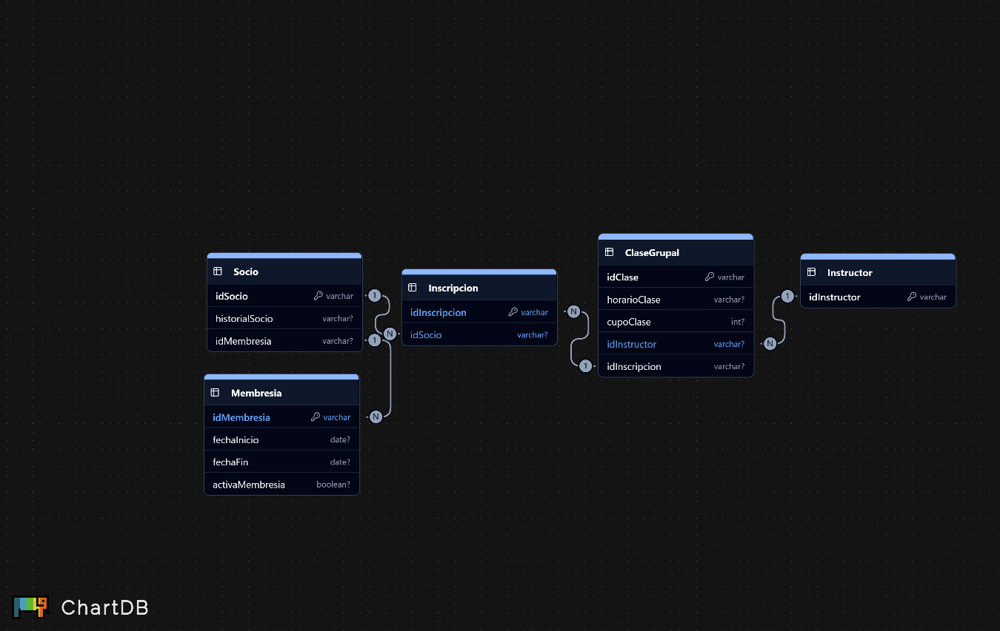 Socio
idSocio varchar
historialSocio varchar?
idMembresia varchar?
Membresia
idMembresia varchar
fechaInicio date?
fechaFin date?
activaMembresia boolean?
1
N
1
N
Inscripcion
idInscripcion varchar
idSocio varchar?
N
1
ClaseGrupal
idClase varchar
horarioClase varchar?
cupoClase int?
idInstructor varchar?
idInscripcion varchar?
1
N
Instructor
idInstructor varchar
ChartDB